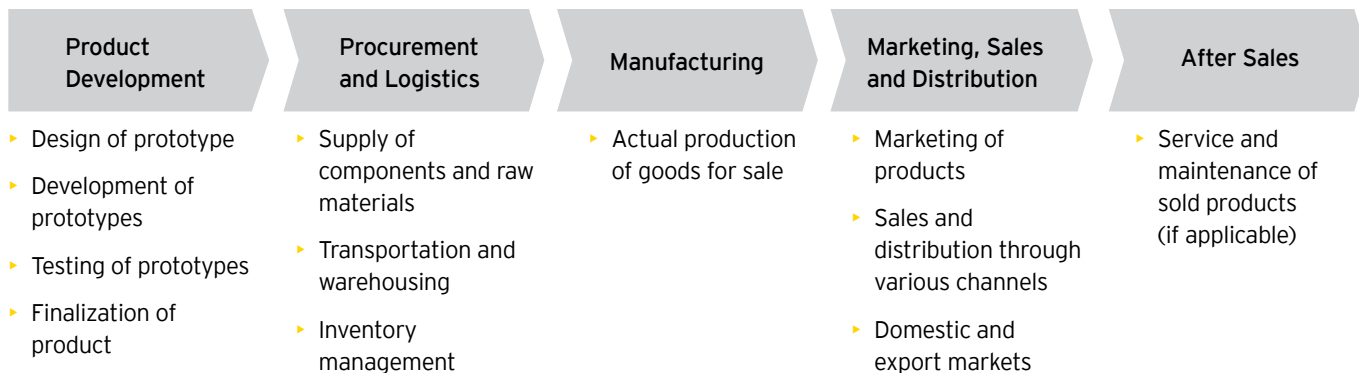 Product
Development
Design of prototype
Development of
prototypes
Testing of prototypes
Finalization of
product
Procurement
and Logistics
Supply of
components and raw
materials
Transportation and
warehousing
Inventory
management
Manufacturing
Actual production
of goods for sale
Marketing, Sales
and Distribution
Marketing of
products
Sales and
distribution through
various channels
Domestic and
export markets
After Sales
Service and
maintenance of
sold products
(if applicable)